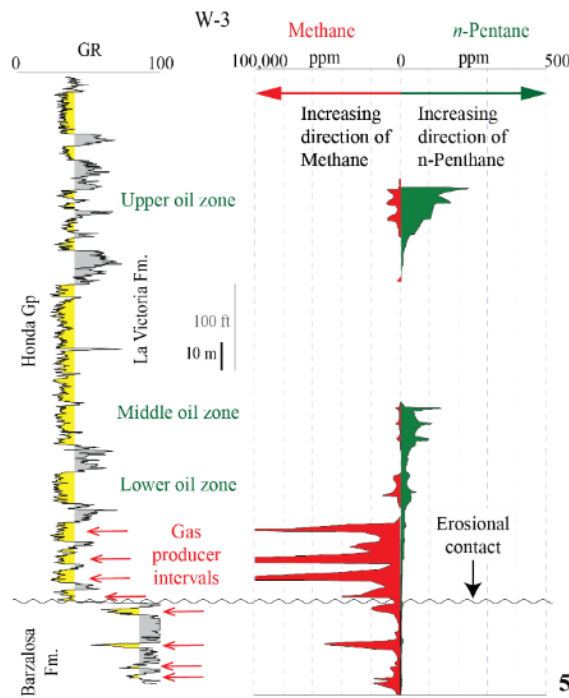 W-3
GR
0 100
Methane
n-Pentane
100,000 ppm 0 ppm 500
Increasing direction of Methane
Increasing direction of n-Penthane
Upper oil zone
Honda Gp
La Victoria Fm.
100 ft
10 m
Middle oil zone
Lower oil zone
Gas producer intervals
Erosional contact
Barzalosa Fm.
5